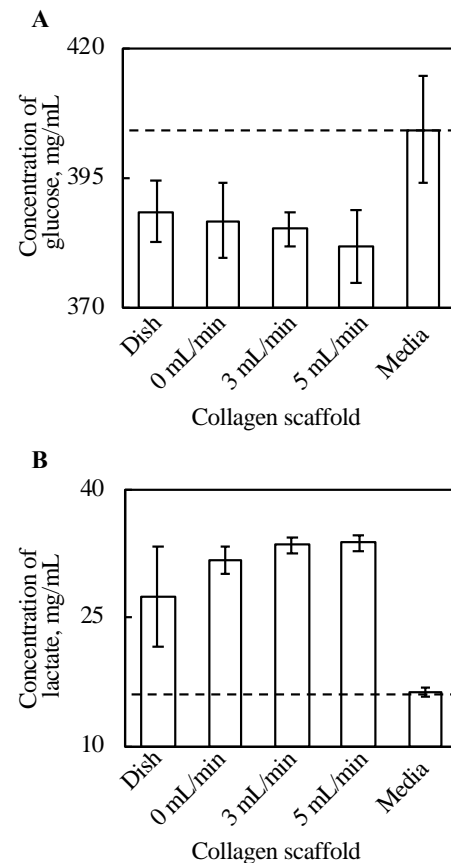 A
Concentration of
glucose, mg/mL
420
395
370
Dish
0 mL/min
3 mL/min
5 mL/min
Media
Collagen scaffold
B
Concentration of
lactate, mg/mL
40
25
10
Dish
0 mL/min
3 mL/min
5 mL/min
Media
Collagen scaffold